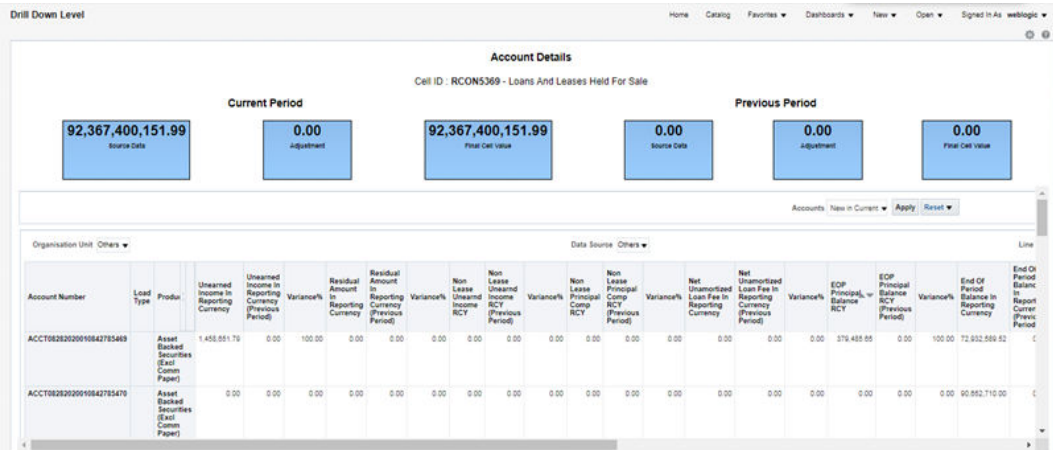 Drill Down Level
Home Catalog Favorites Dashboards New Open Signed In As weblogic
Account Details
Cell ID : RCON5369 - Loans And Leases Held For Sale
Current Period
Previous Period
92,367,400,151.99 0.00 92,367,400,151.99 0.00 0.00 0.00
Source Data Adjustment Final Cell Value Source Data Adjustment Final Cell Value
Accounts New in Current Apply Reset
Organisation Unit Others Data Source Others Line
Account Number
Load Type
Produc
Unearned Income In Reporting Currency
Unearned Income In Reporting Currency (Previous Period)
Variance%
Residual Amount In Reporting Currency
Residual Amount In Reporting Currency (Previous Period)
Variance%
Non Lease Unearnd Income RCY
Non Lease Unearnd Income RCY (Previous Period)
Variance%
Non Lease Principal Comp RCY
Non Lease Principal Comp RCY (Previous Period)
Variance%
Net Unamortized Loan Fee In Reporting Currency
Net Unamortized Loan Fee In Reporting Currency (Previous Period)
Variance%
EOP Principal Balance RCY
EOP Principal Balance RCY (Previous Period)
Variance%
End Of Period Balance In Reporting Currency
End Of Period Balanc In Report Curren (Previo Period
Asset Backed Securities (Excl Comm Paper)
0.00 100.00 0.00 0.00 0.00 0.00 0.00 0.00 0.00 0.00 0.00 0.00 0.00 0.00 379,485.65 0.00 100.00
Asset Backed Securities (Excl Comm Paper)
0.00 0.00 0.00 0.00 0.00 0.00 0.00 0.00 0.00 0.00 0.00 0.00 0.00 0.00 0.00 0.00 0.00 0.00 90,662,710.00